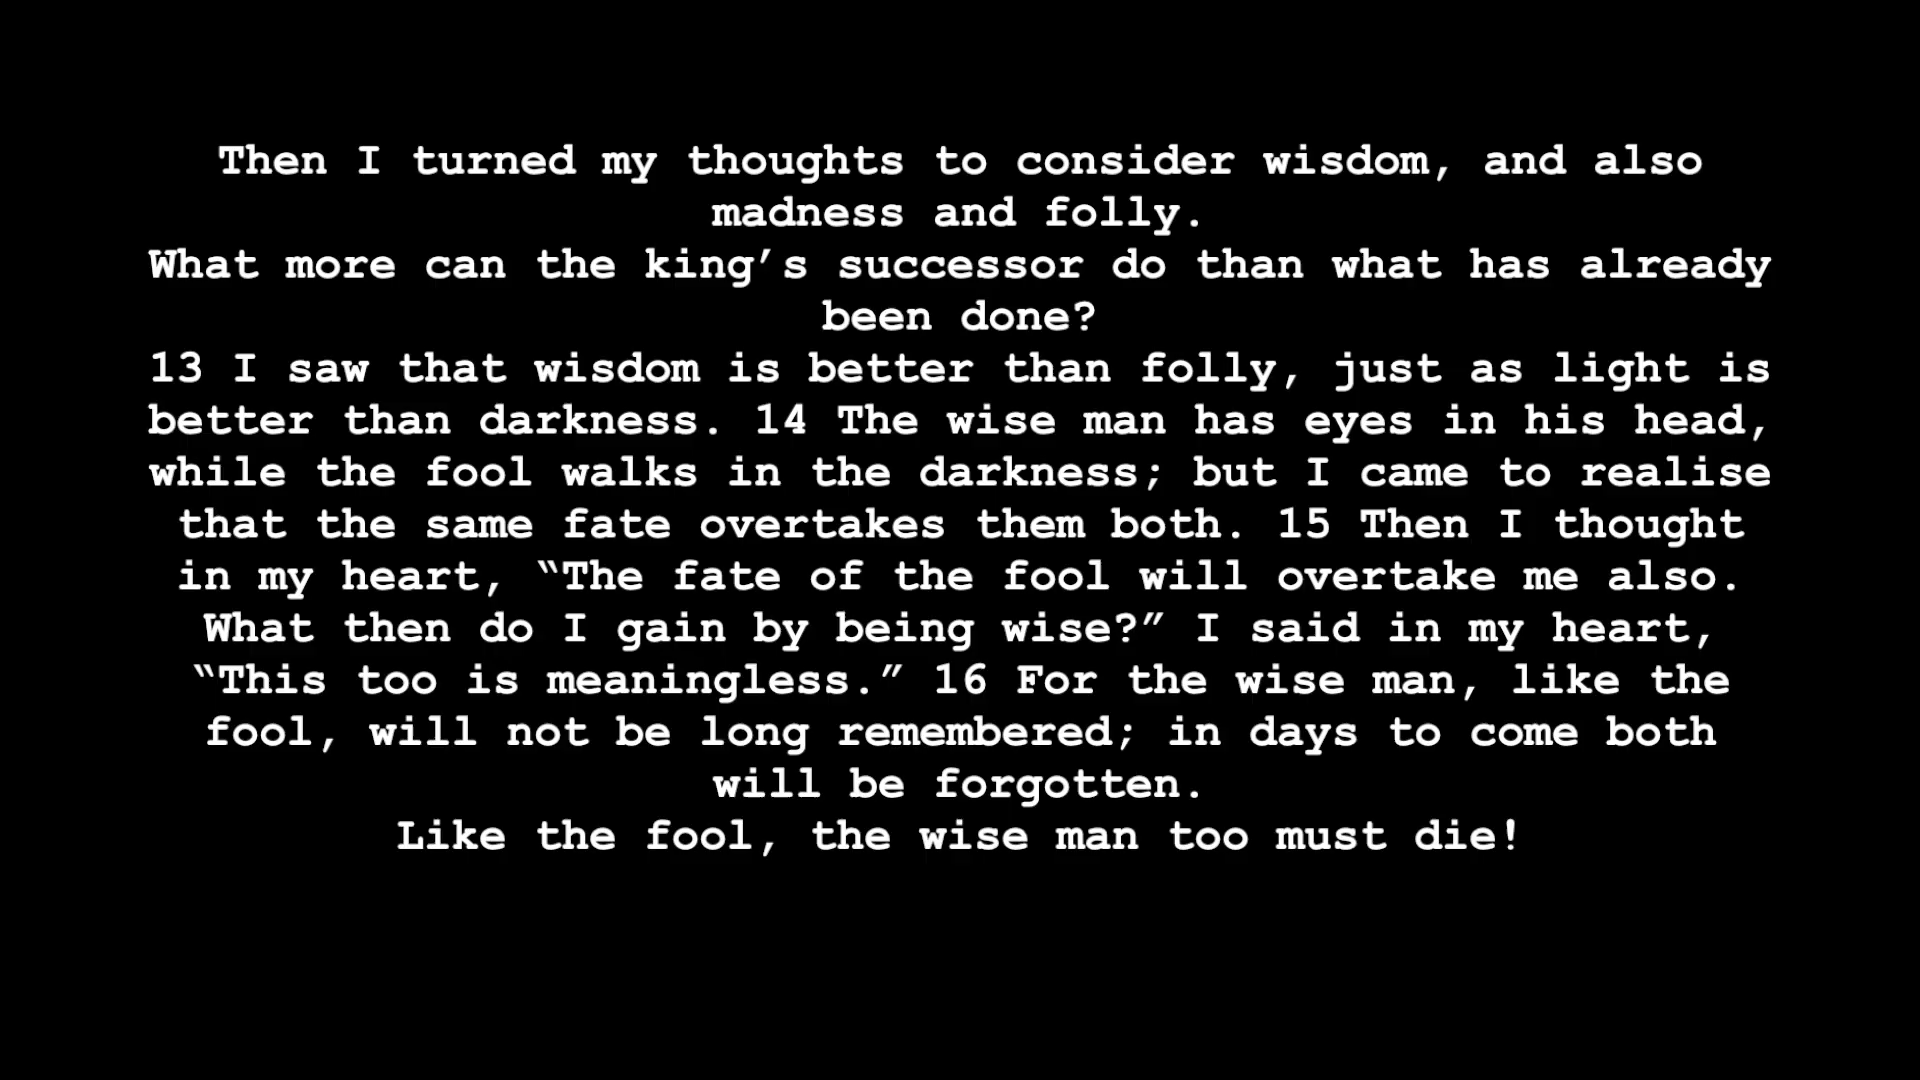 Then I turned my thoughts to consider wisdom, and also
madness and folly.
What more can the king’s successor do than what has already
been done?
13 I saw that wisdom is better than folly, just as light is
better than darkness. 14 The wise man has eyes in his head,
while the fool walks in the darkness; but I came to realise
that the same fate overtakes them both. 15 Then I thought
in my heart, “The fate of the fool will overtake me also.
What then do I gain by being wise?” I said in my heart,
“This too is meaningless.” 16 For the wise man, like the
fool, will not be long remembered; in days to come both
will be forgotten.
Like the fool, the wise man too must die!